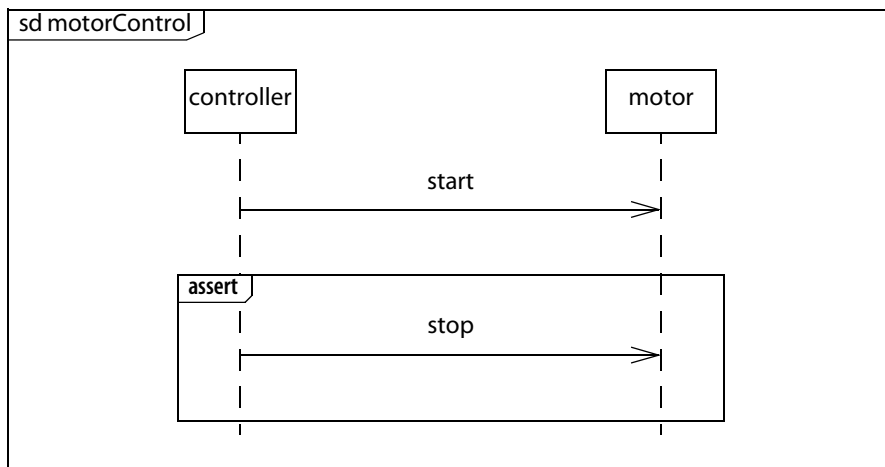 sd motorControl
controller
motor
start
assert
stop